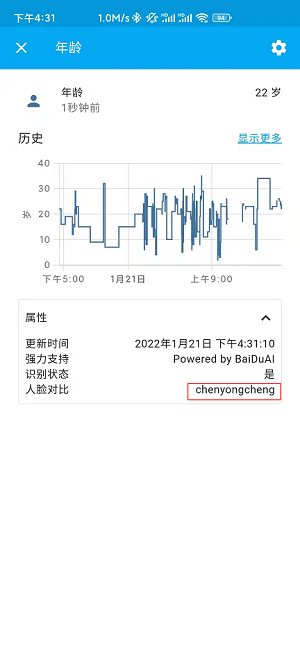 下午4:31 1.0M/s
年龄
年龄 22 岁
1秒钟前
历史 显示更多
岁
40
30
20
10
0
下午5:00 1月21日 上午9:00
属性
更新时间 2022年1月21日 下午4:31:10
强力支持 Powered by BaiDuAI
识别状态 是
人脸对比 chenyongcheng